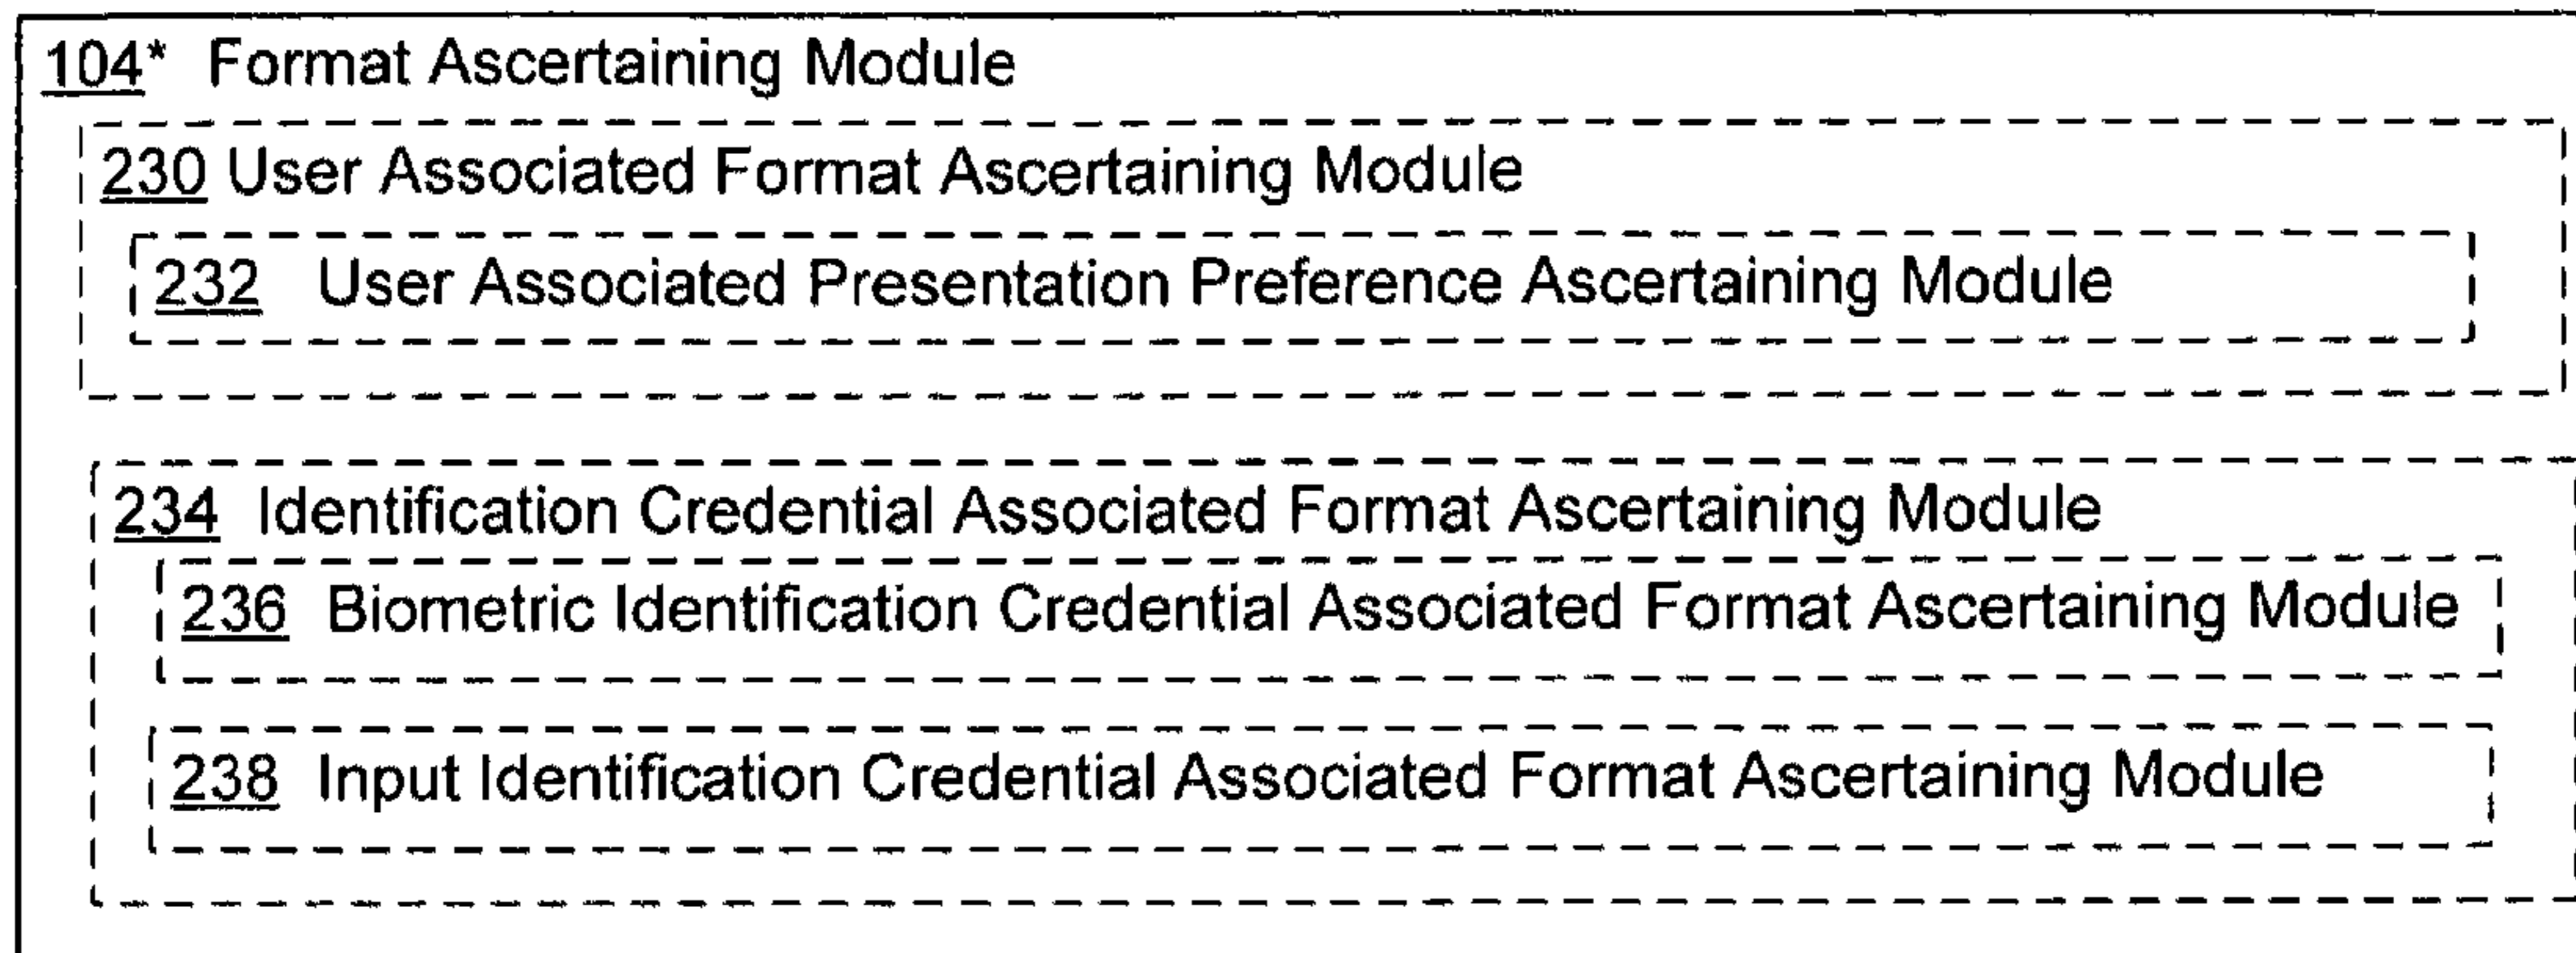 104* Format Ascertaining Module
230 User Associated Format Ascertaining Module
232 User Associated Presentation Preference Ascertaining Module
234 Identification Credential Associated Format Ascertaining Module
236 Biometric Identification Credential Associated Format Ascertaining Module
238 Input Identification Credential Associated Format Ascertaining Module